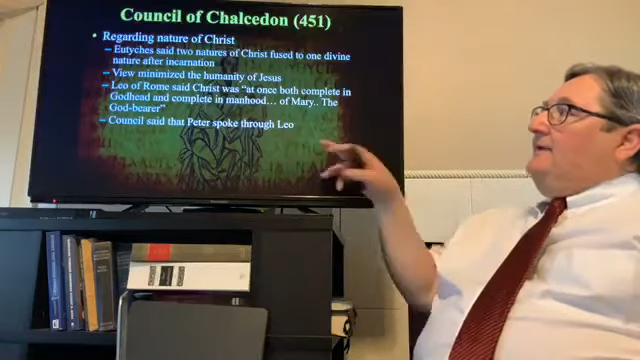 Council of Chalcedon (451)
• Regarding nature of Christ
– Eutyches said two natures of Christ fused to one divine
nature after incarnation
– View minimized the humanity of Jesus
– Leo of Rome said Christ was “at once both complete in
Godhead and complete in manhood… of Mary.. The
God-bearer”
– Council said that Peter spoke through Leo